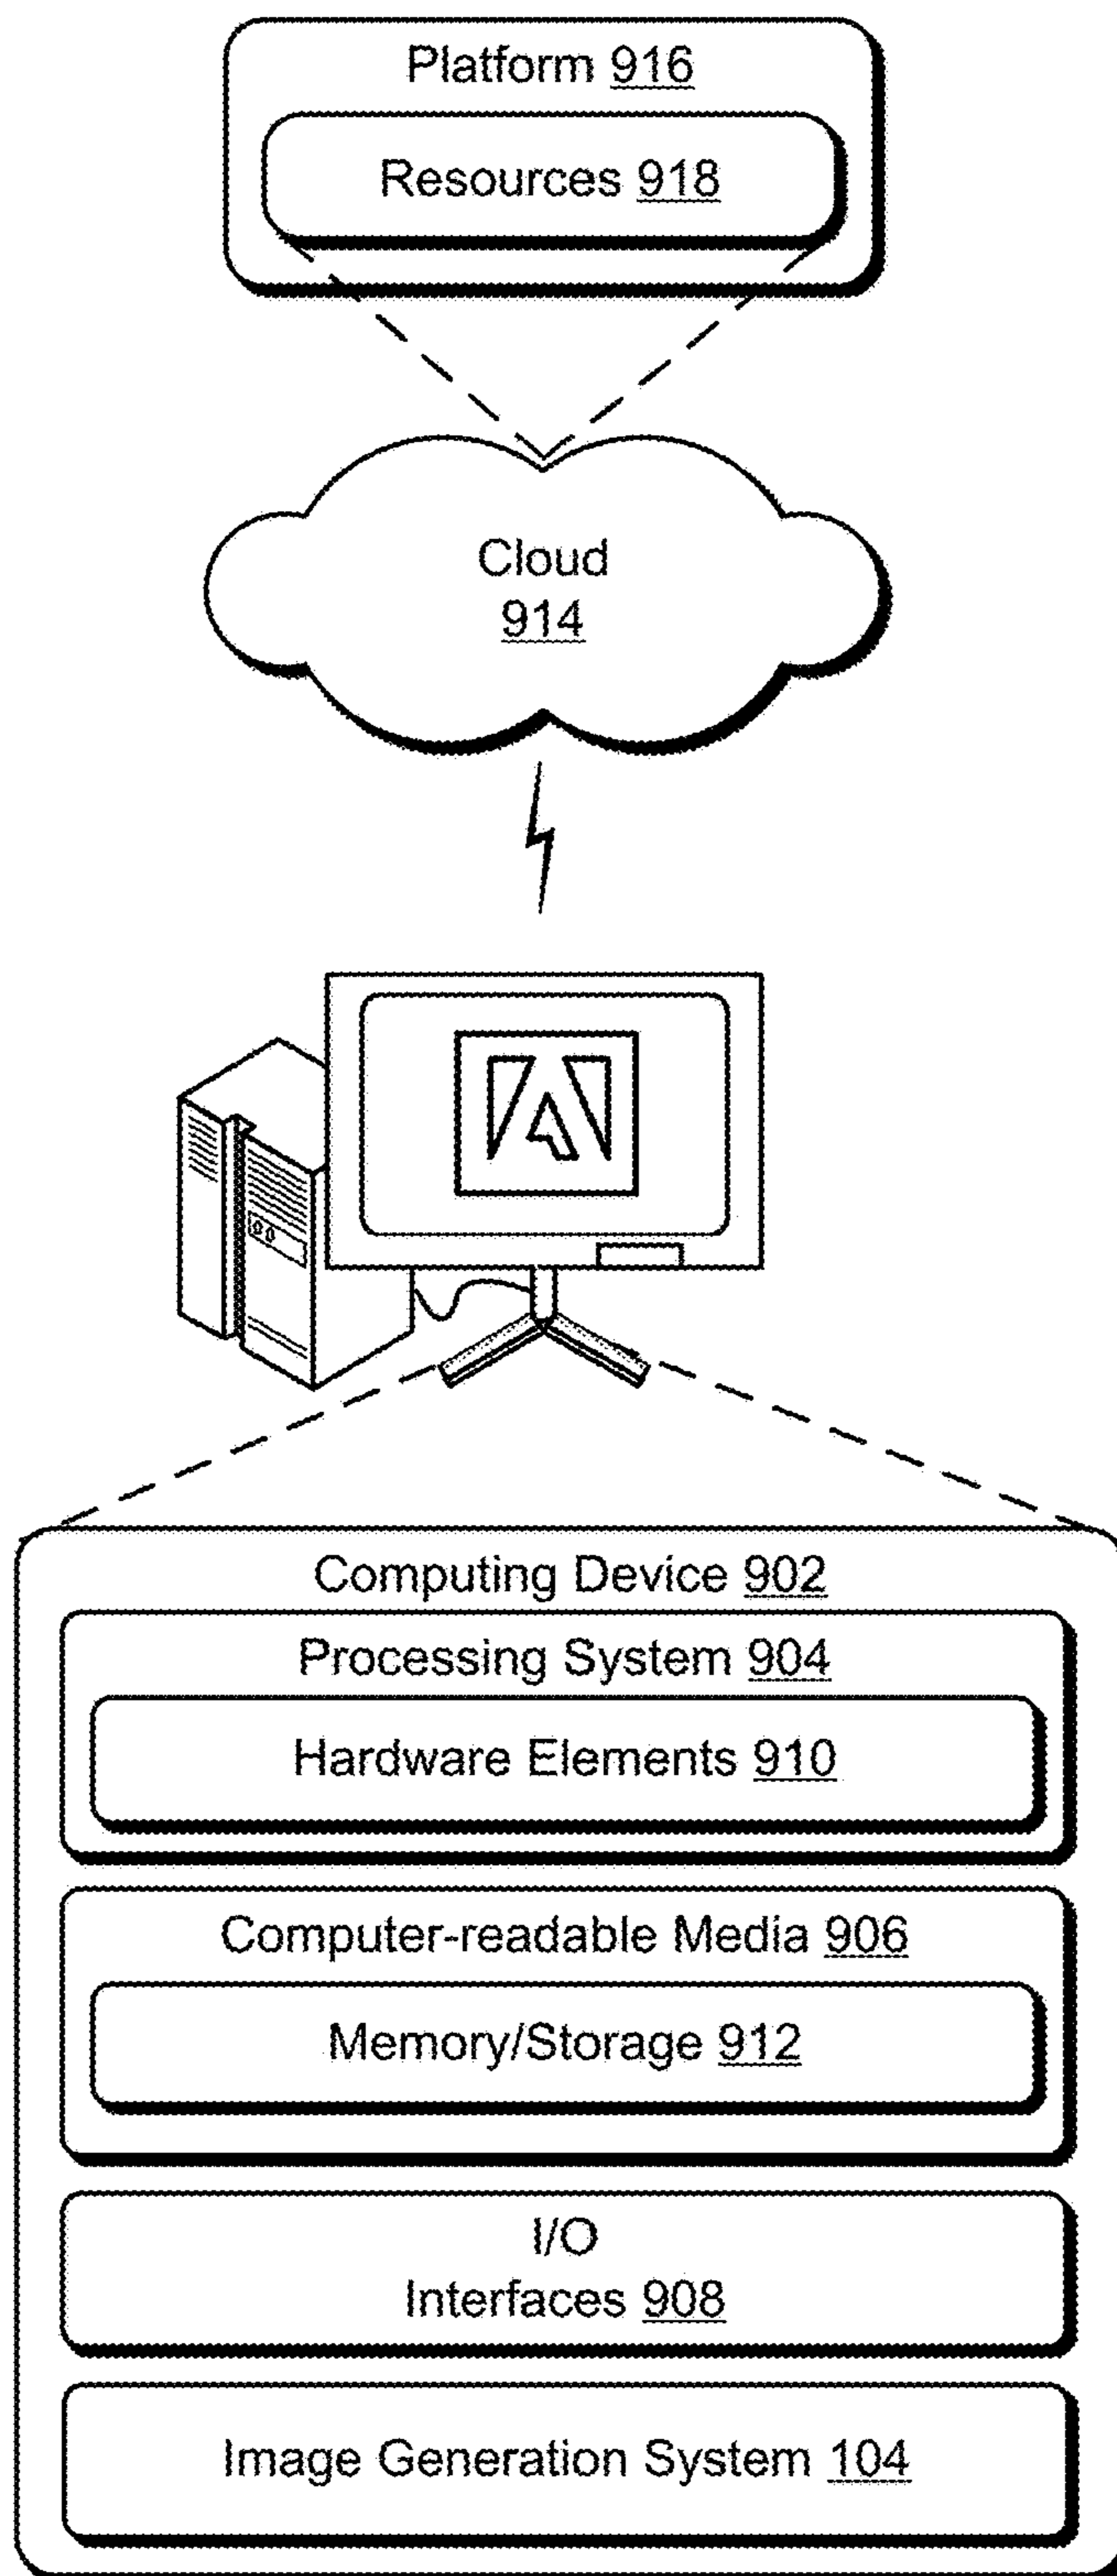 Platform 916
Resources 918
Cloud
914
Computing Device 902
Processing System 904
Hardware Elements 910
Computer-readable Media 906
Memory/Storage 912
I/O
Interfaces 908
Image Generation System 104